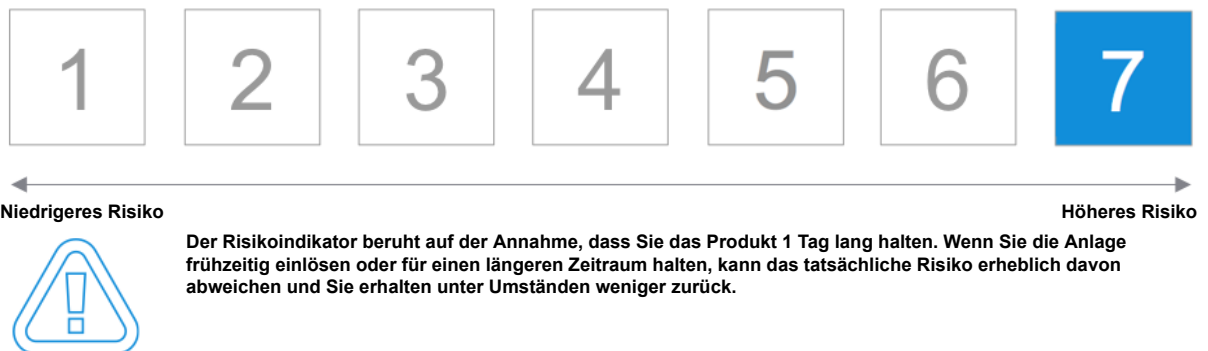 1 2 3 4 5 6 7
Niedrigeres Risiko Höheres Risiko
Der Risikoindikator beruht auf der Annahme, dass Sie das Produkt 1 Tag lang halten. Wenn Sie die Anlage
frühzeitig einlösen oder für einen längeren Zeitraum halten, kann das tatsächliche Risiko erheblich davon
abweichen und Sie erhalten unter Umständen weniger zurück.